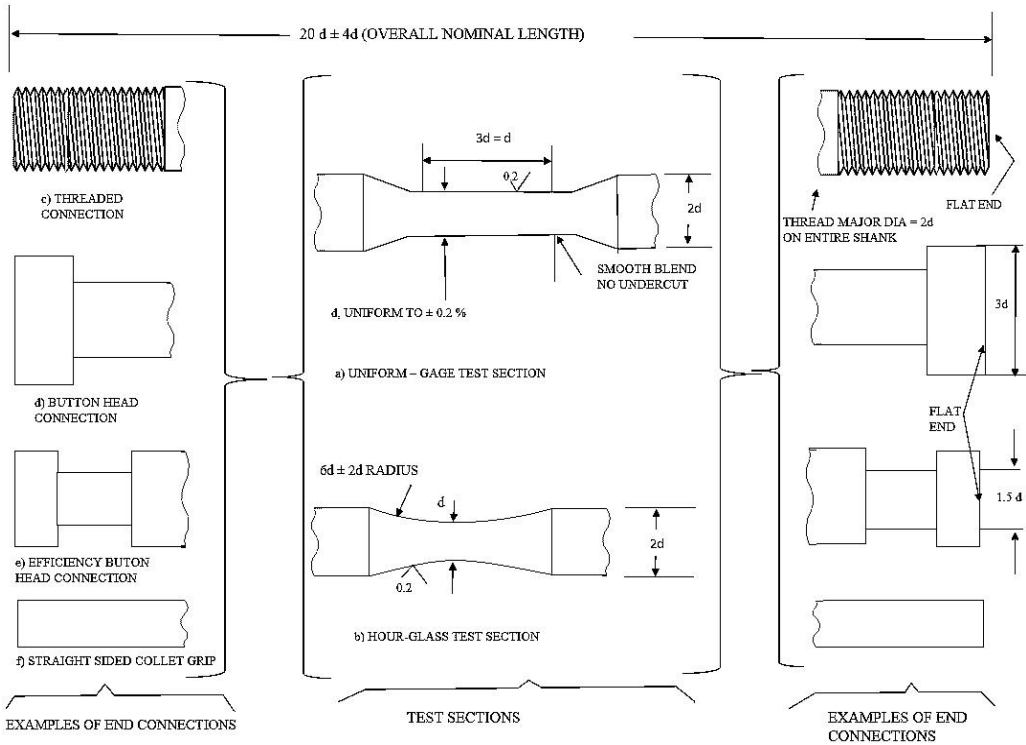 20 d ± 4d (OVERALL NOMINAL LENGTH)
c) THREADED
CONNECTION
d) BUTTON HEAD
CONNECTION
e) EFFICIENCY BUTON
HEAD CONNECTION
f) STRAIGHT SIDED COLLET GRIP
EXAMPLES OF END CONNECTIONS
3d = d
0.2
2d
SMOOTH BLEND
NO UNDERCUT
d, UNIFORM TO ± 0.2 %
a) UNIFORM – GAGE TEST SECTION
6d ± 2d RADIUS
d
2d
0.2
b) HOUR-GLASS TEST SECTION
TEST SECTIONS
FLAT END
THREAD MAJOR DIA = 2d
ON ENTIRE SHANK
3d
FLAT
END
1.5 d
EXAMPLES OF END
CONNECTIONS